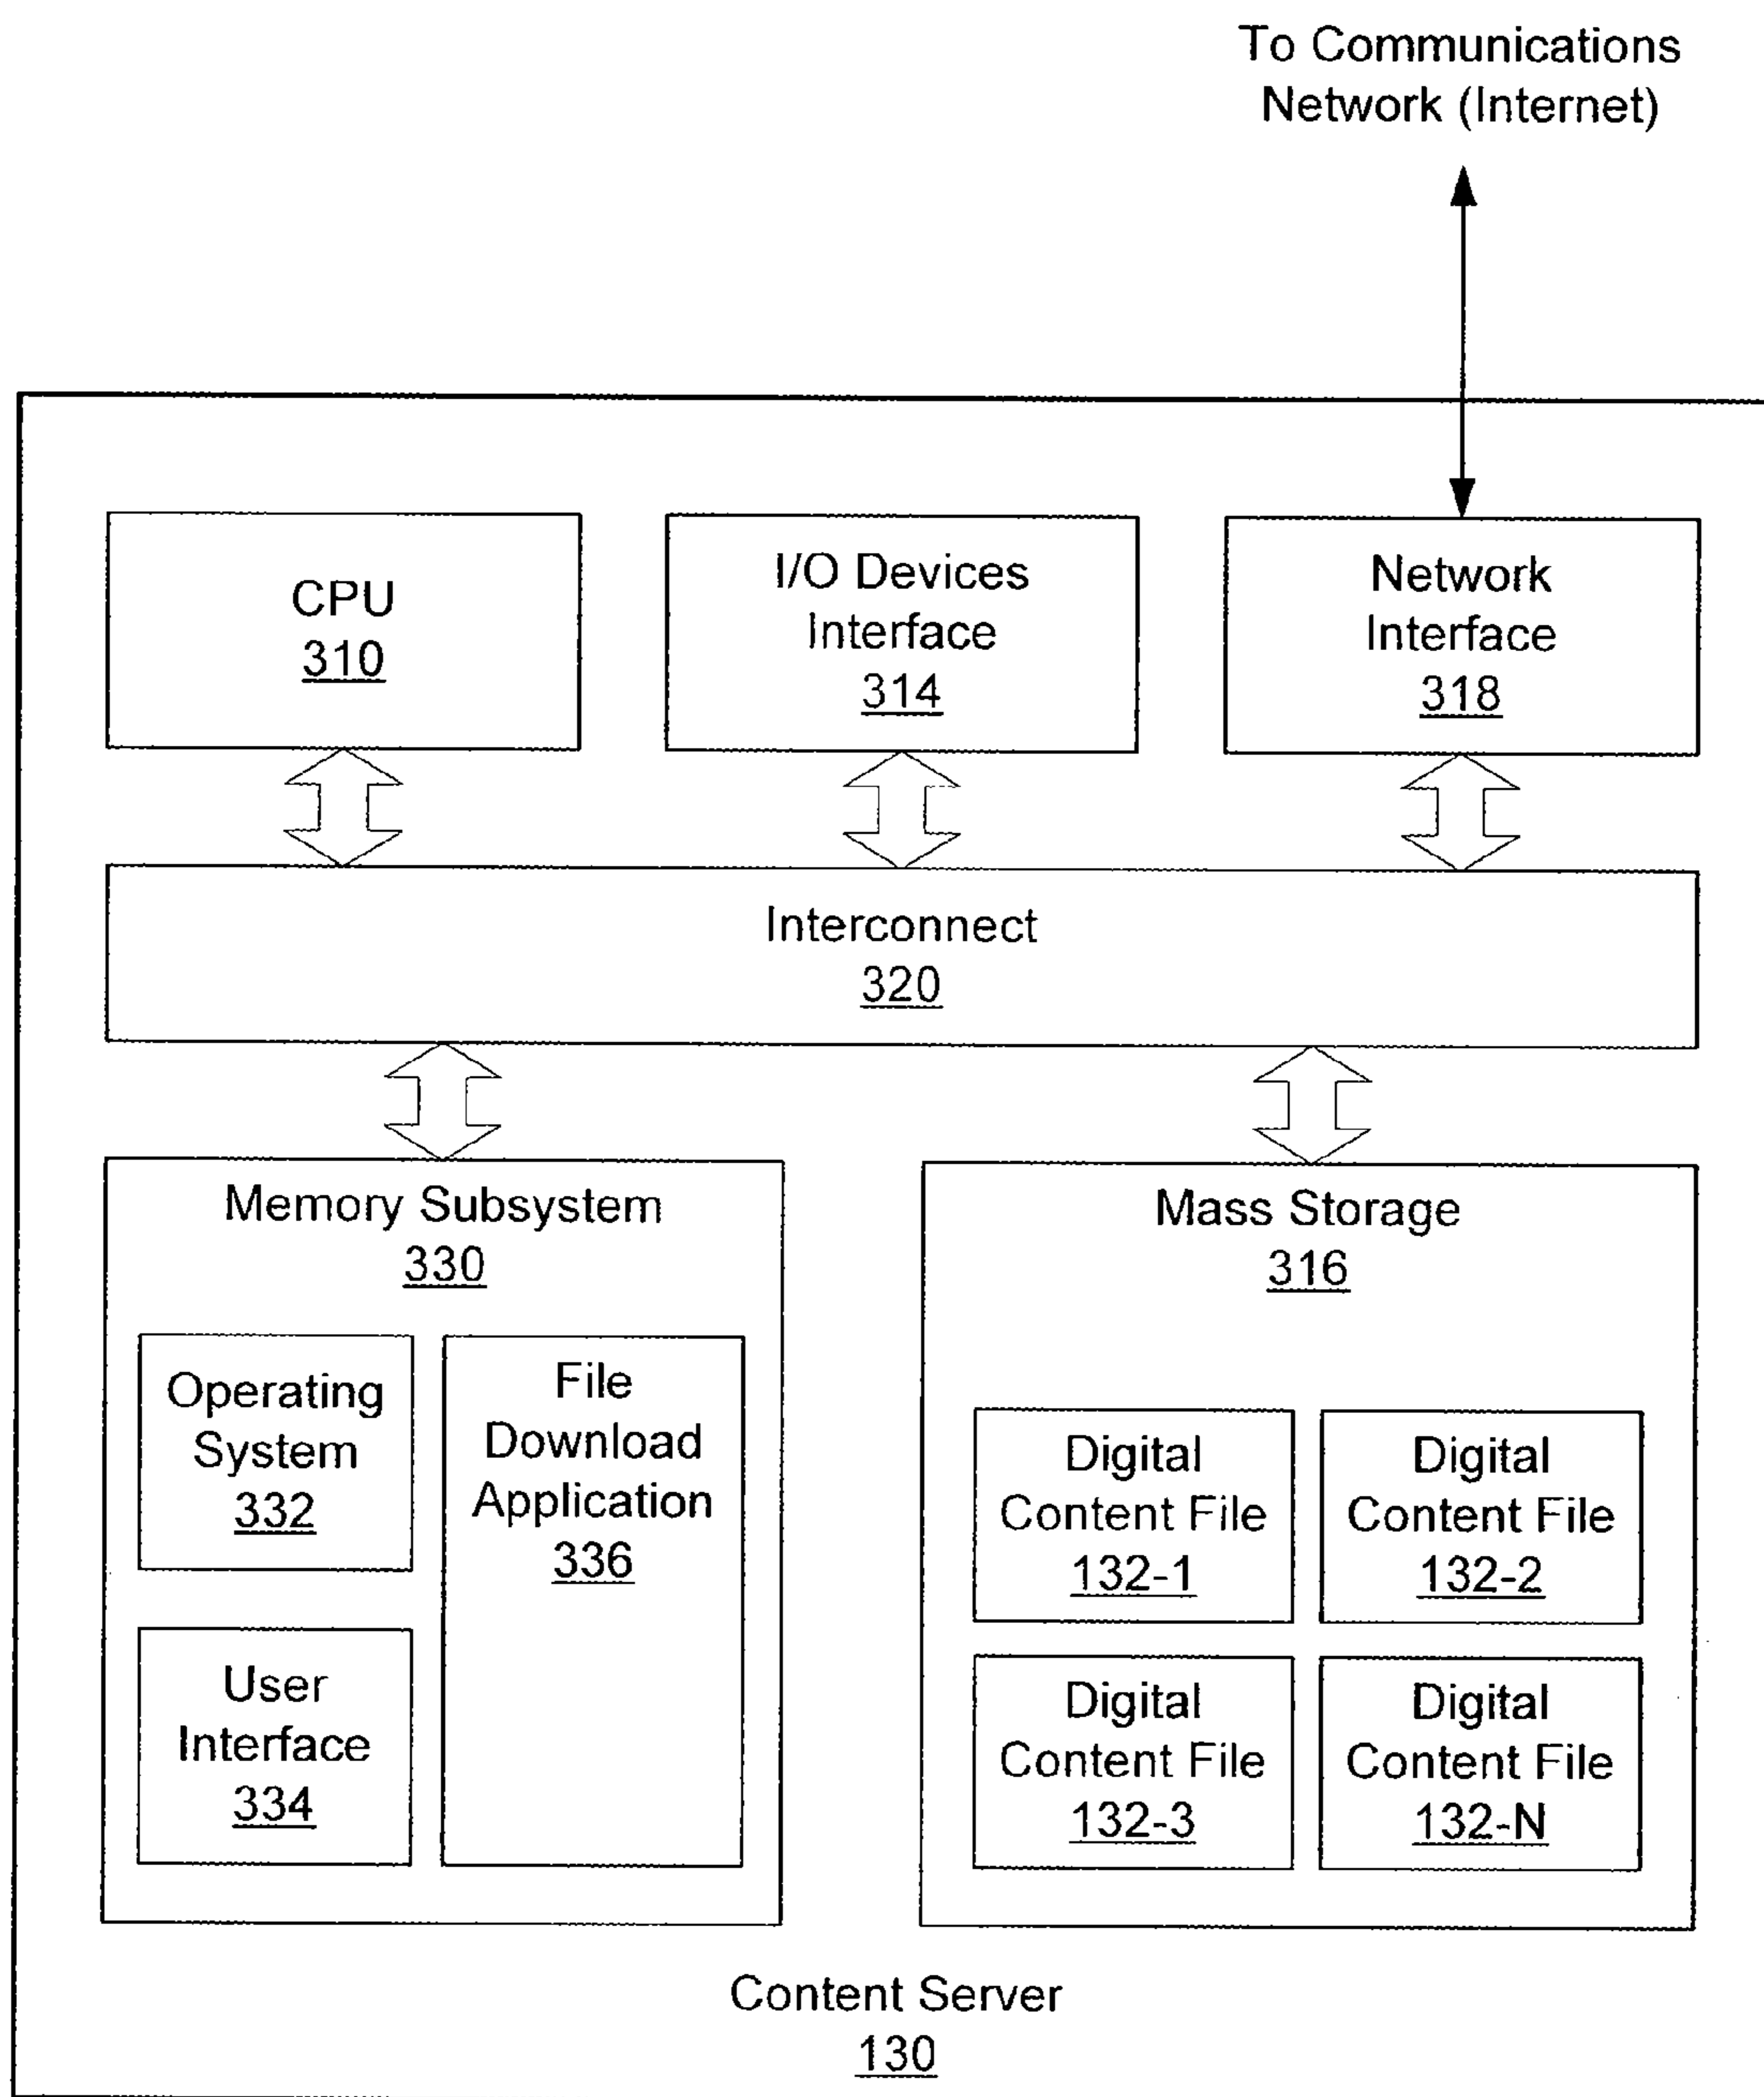 To Communications
Network (Internet)
CPU
310
I/O Devices
Interface
314
Network
Interface
318
Interconnect
320
Memory Subsystem
330
Operating
System
332
User
Interface
334
File
Download
Application
336
Mass Storage
316
Digital
Content File
132-1
Digital
Content File
132-2
Digital
Content File
132-3
Digital
Content File
132-N
Content Server
130